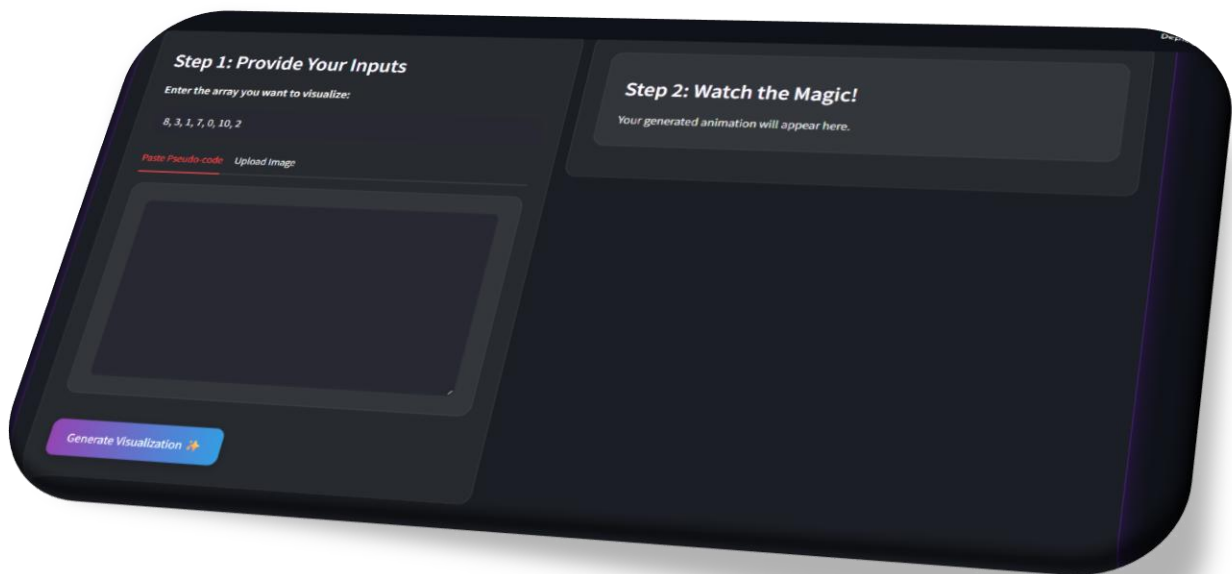 Step 1: Provide Your Inputs
Enter the array you want to visualize:
8, 3, 1, 7, 0, 10, 2
Paste Pseudo-code Upload Image
Generate Visualization ✨
Step 2: Watch the Magic!
Your generated animation will appear here.